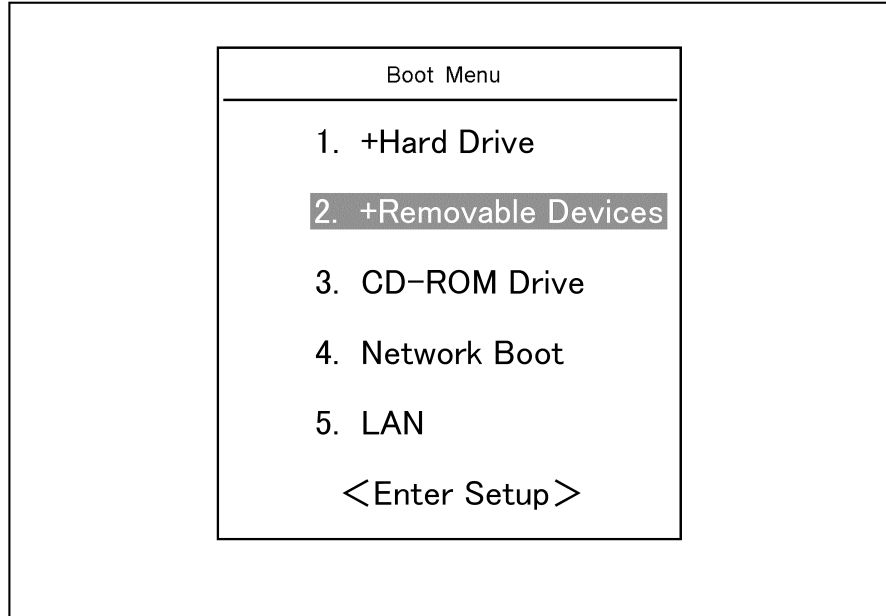 Boot Menu
1. +Hard Drive
2. +Removable Devices
3. CD-ROM Drive
4. Network Boot
5. LAN
<Enter Setup>